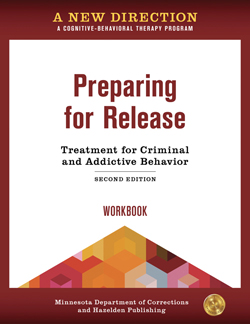 A NEW DIRECTION
A COGNITIVE-BEHAVIORAL THERAPY PROGRAM
Preparing
for Release
Treatment for Criminal
and Addictive Behavior
SECOND EDITION
WORKBOOK
Minnesota Department of Corrections
and Hazelden Publishing